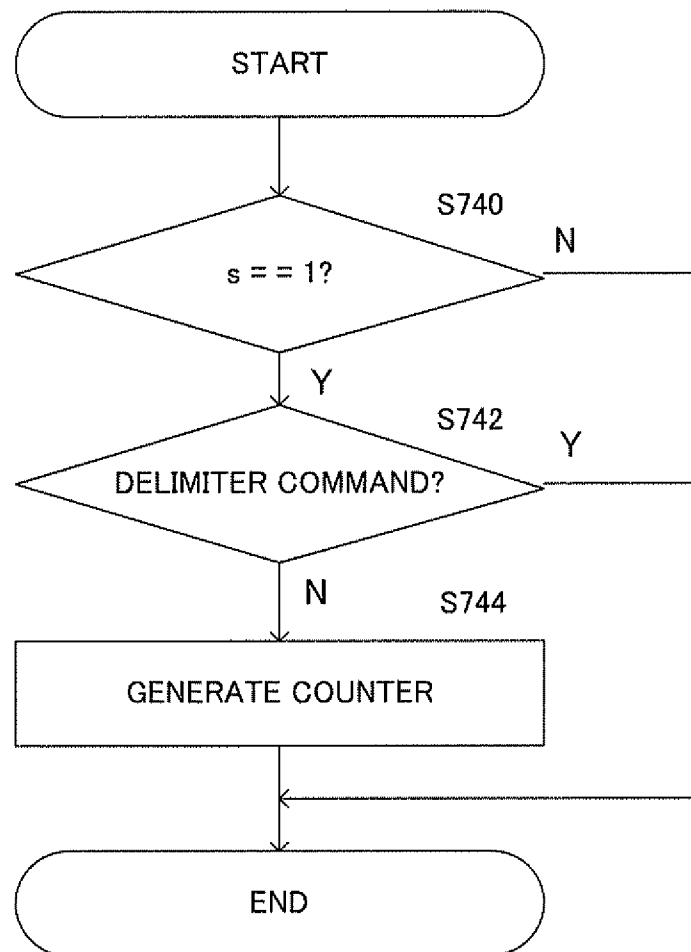 START
S740
s = = 1?
N
Y
S742
DELIMITER COMMAND?
Y
N
S744
GENERATE COUNTER
END